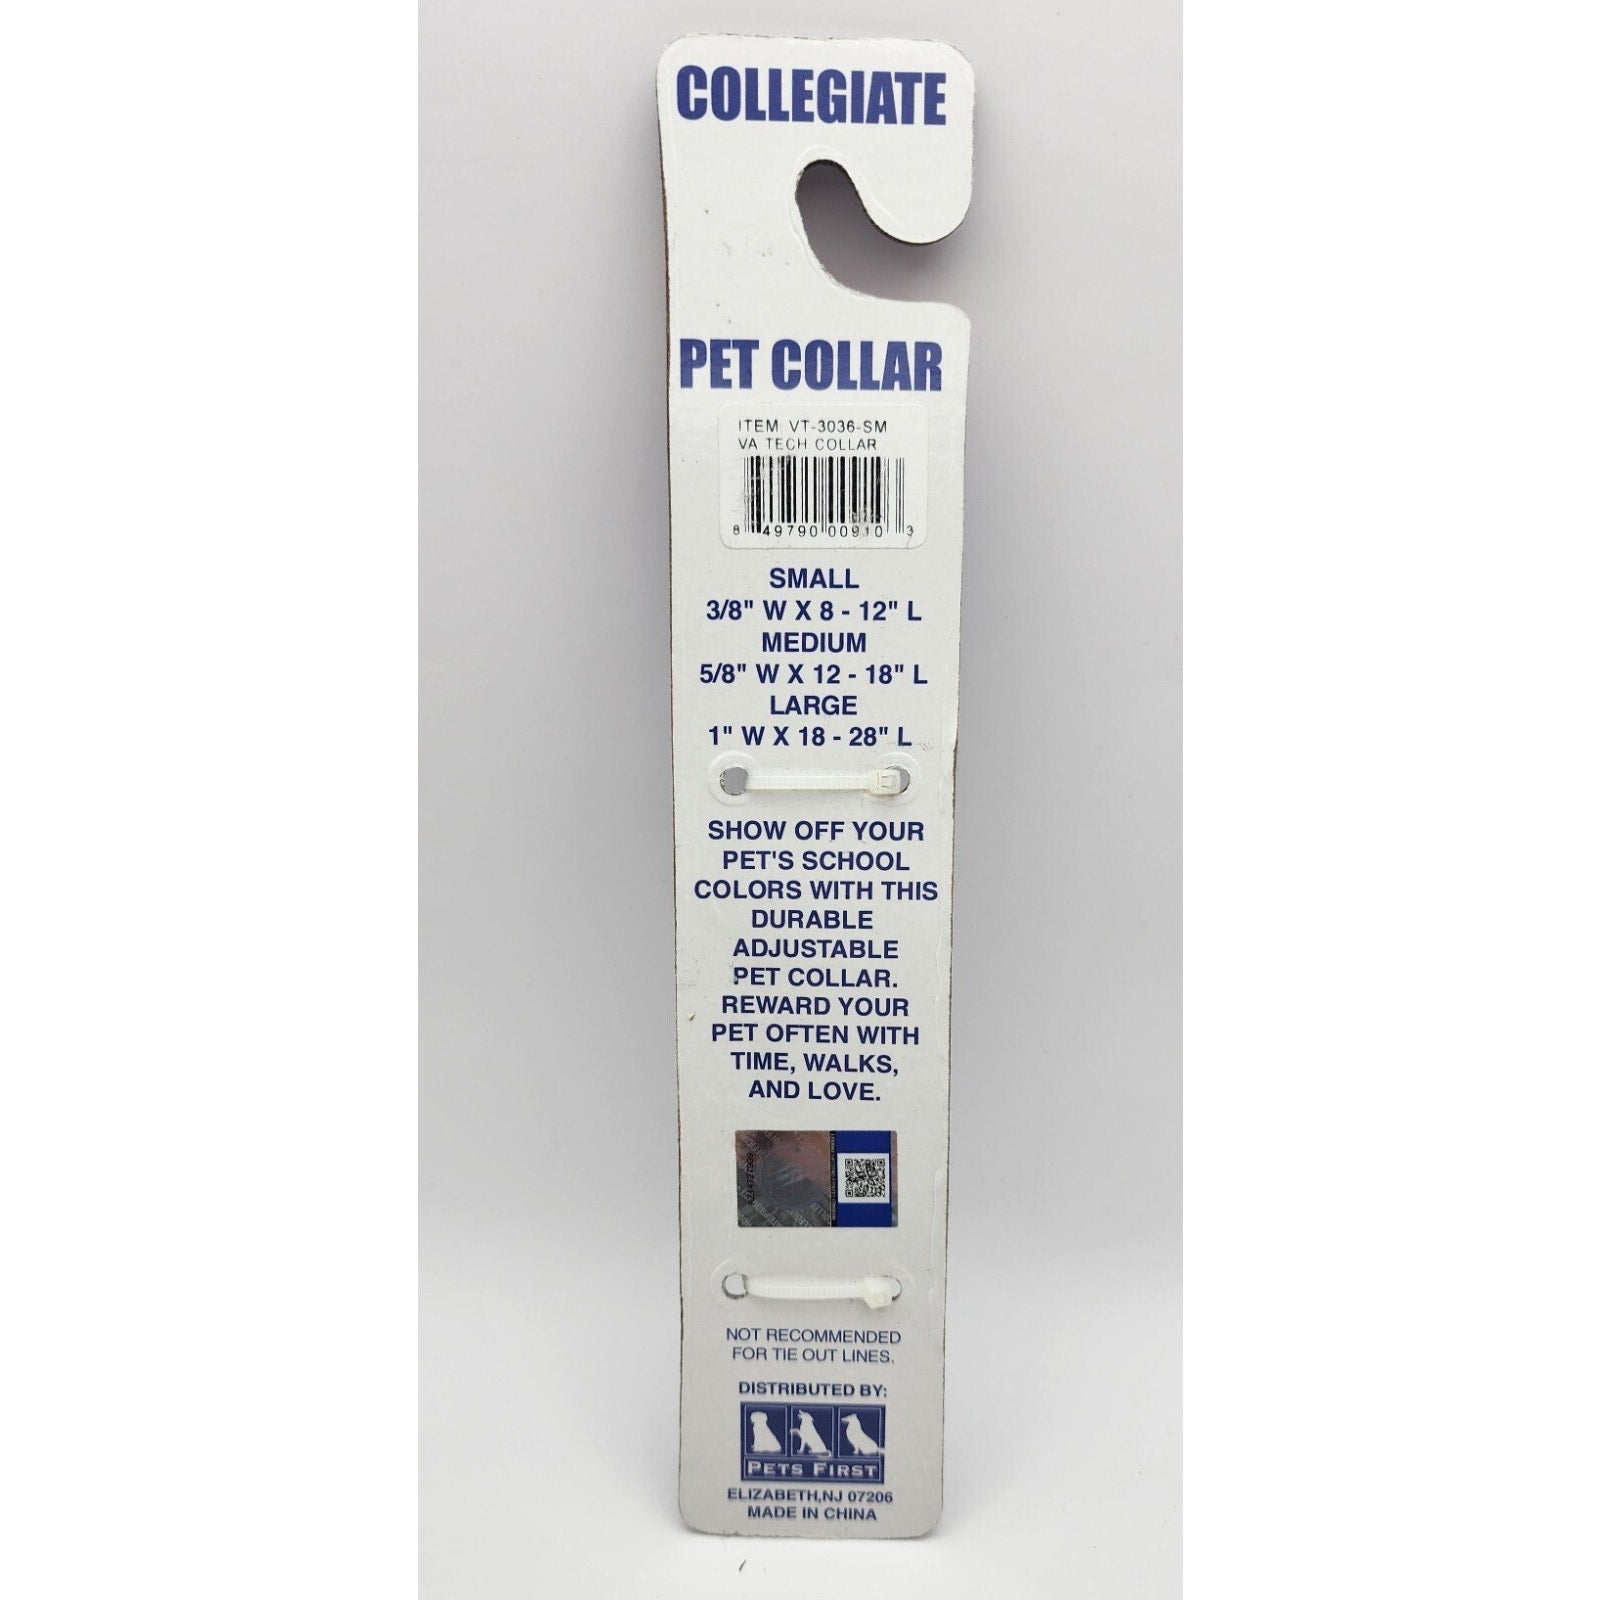 COLLEGIATE
PET COLLAR
ITEM VT-3036-SM
VA TECH COLLAR
8 49790 00910 3
SMALL
3/8" W X 8 - 12" L
MEDIUM
5/8" W X 12 - 18" L
LARGE
1" W X 18 - 28" L
SHOW OFF YOUR
PET'S SCHOOL
COLORS WITH THIS
DURABLE
ADJUSTABLE
PET COLLAR.
REWARD YOUR
PET OFTEN WITH
TIME, WALKS,
AND LOVE.
NOT RECOMMENDED
FOR TIE OUT LINES.
DISTRIBUTED BY:
PETS FIRST
ELIZABETH,NJ 07206
MADE IN CHINA